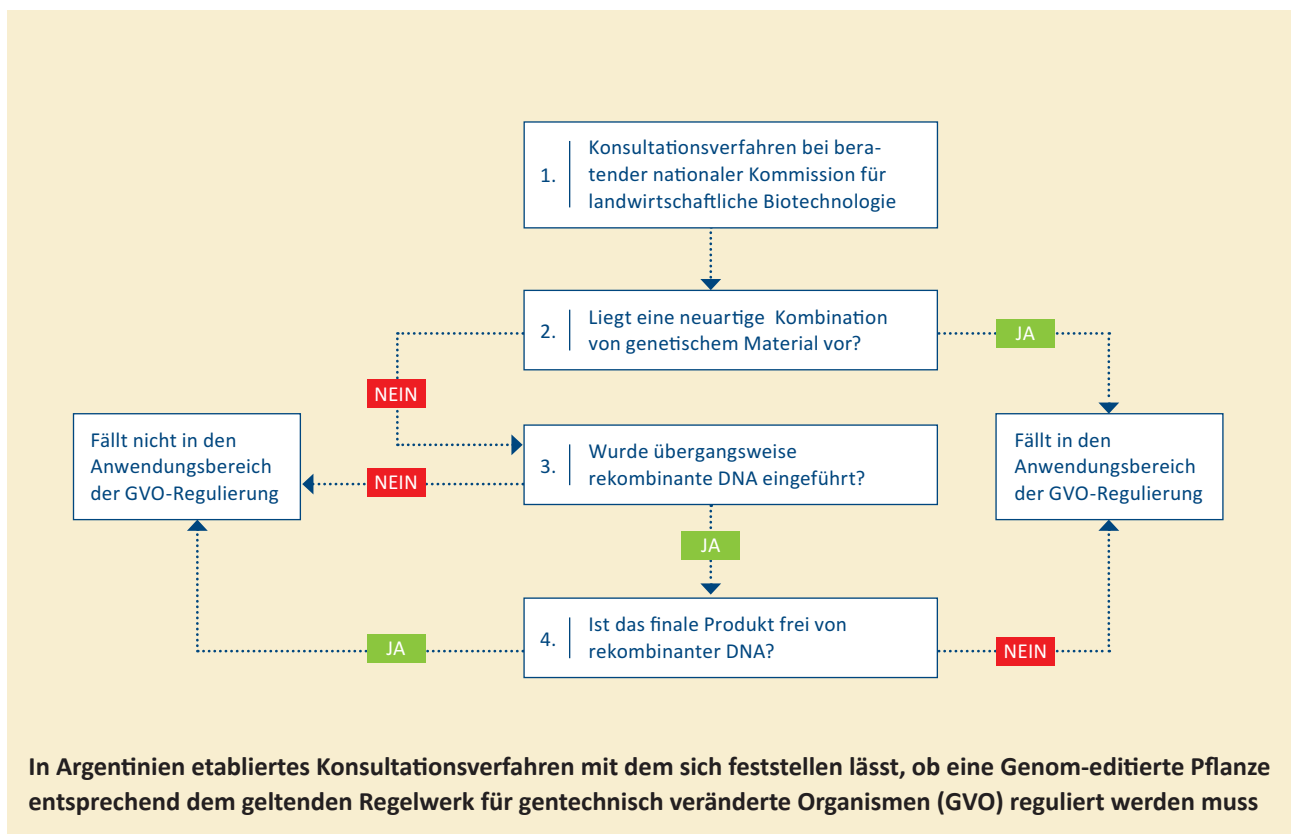 1.
Konsultationsverfahren bei bera-
tender nationaler Kommission für
landwirtschaftliche Biotechnologie
2.
Liegt eine neuartige Kombination
von genetischem Material vor?
JA
NEIN
Fällt nicht in den
Anwendungsbereich
der GVO-Regulierung
3.
Wurde übergangsweise
rekombinante DNA eingeführt?
Fällt in den
Anwendungsbereich
der GVO-Regulierung
NEIN
JA
4.
Ist das finale Produkt frei von
rekombinanter DNA?
JA
NEIN
In Argentinien etabliertes Konsultationsverfahren mit dem sich feststellen lässt, ob eine Genom-editierte Pflanze
entsprechend dem geltenden Regelwerk für gentechnisch veränderte Organismen (GVO) reguliert werden muss